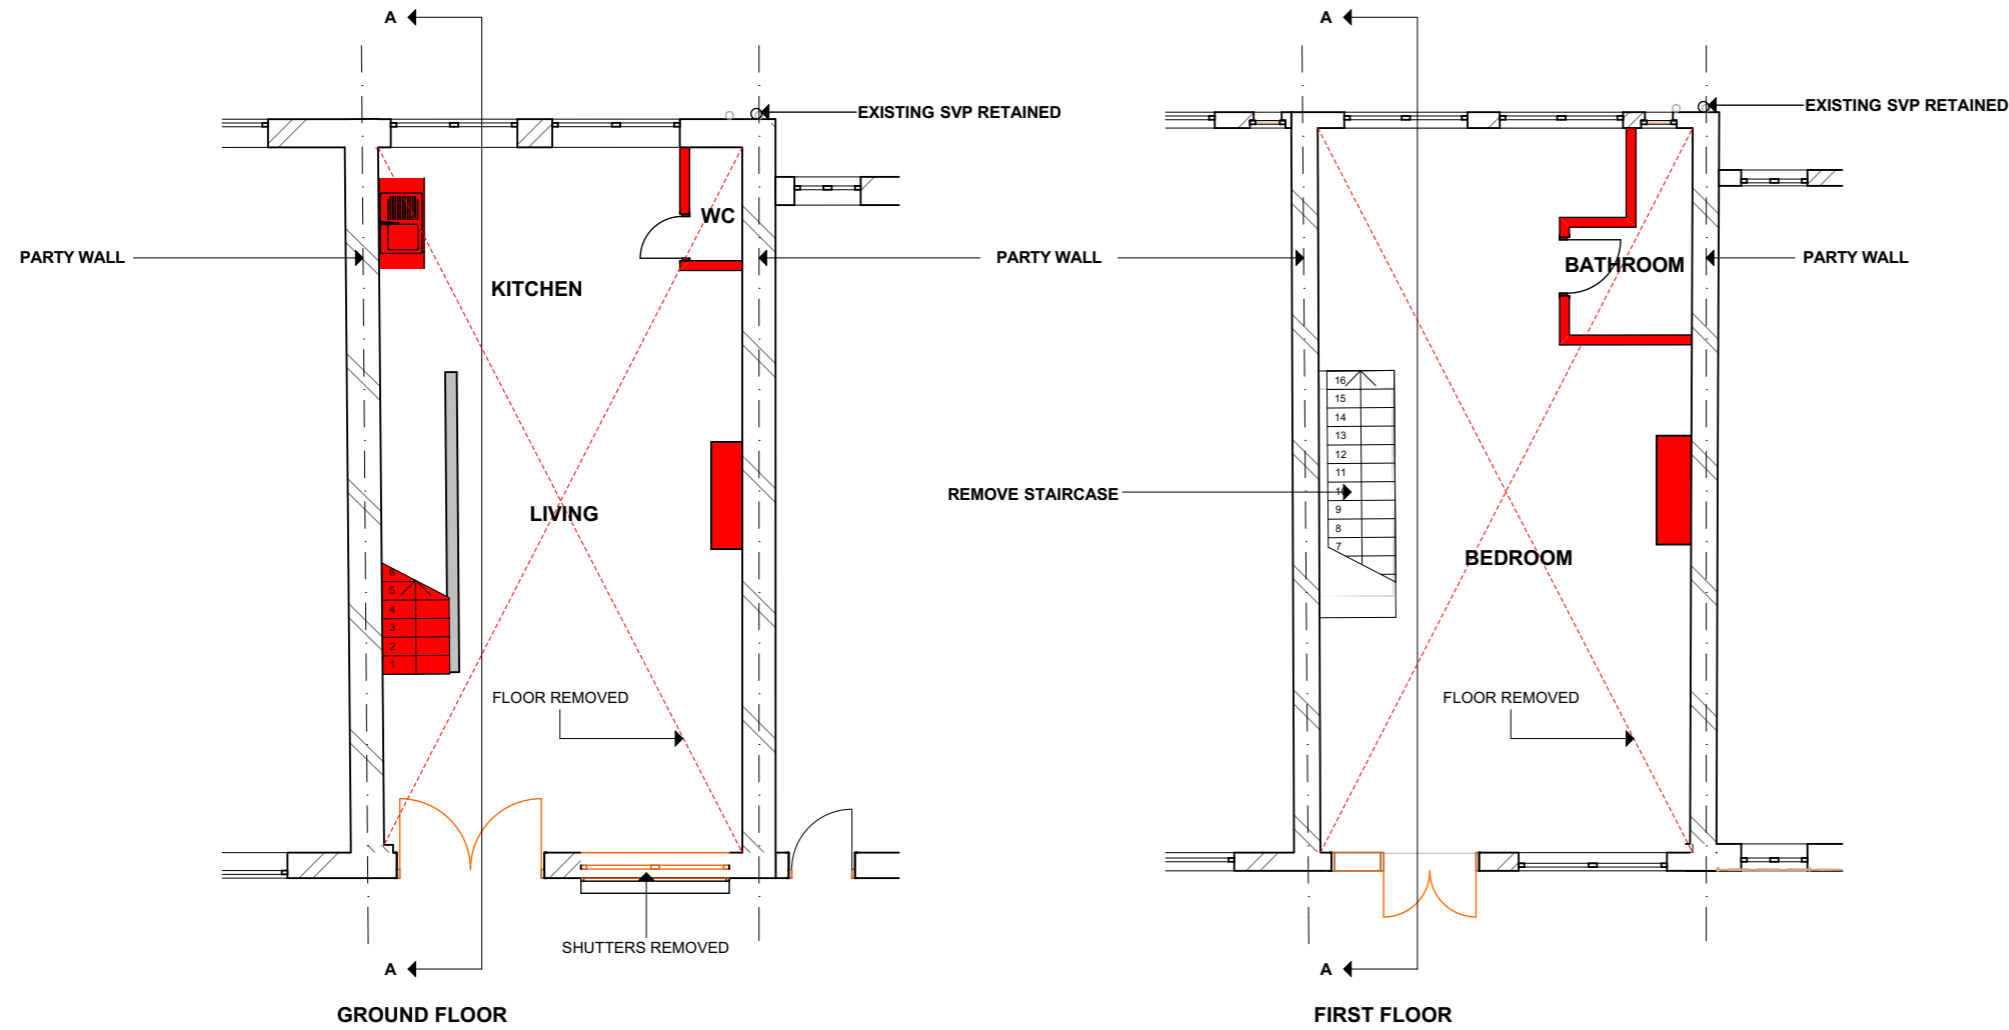 A
A
EXISTING SVP RETAINED
EXISTING SVP RETAINED
WC
PARTY WALL
PARTY WALL
PARTY WALL
BATHROOM
KITCHEN
16
15
14
13
12
11
10
9
8
7
REMOVE STAIRCASE
LIVING
BEDROOM
6
5
4
3
2
1
FLOOR REMOVED
FLOOR REMOVED
SHUTTERS REMOVED
A
A
GROUND FLOOR
FIRST FLOOR